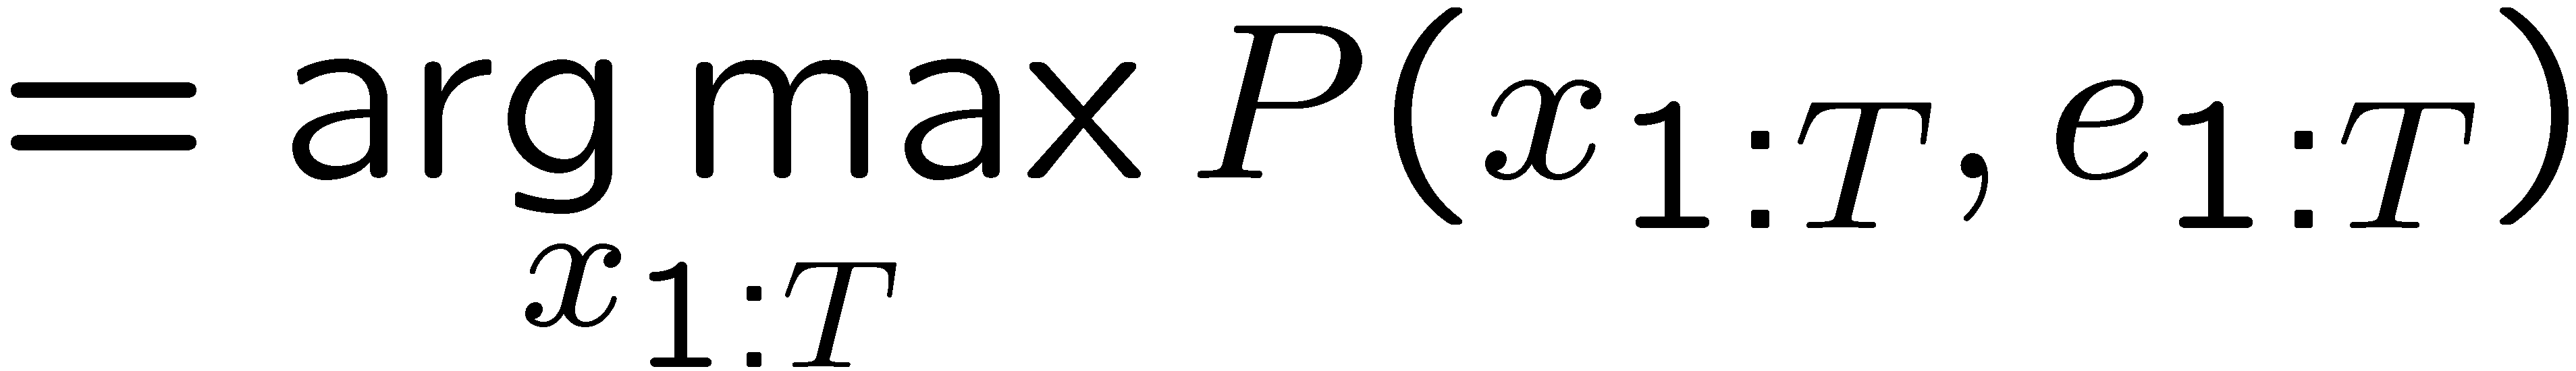 = arg max P(x_{1:T}, e_{1:T})
x_{1:T}